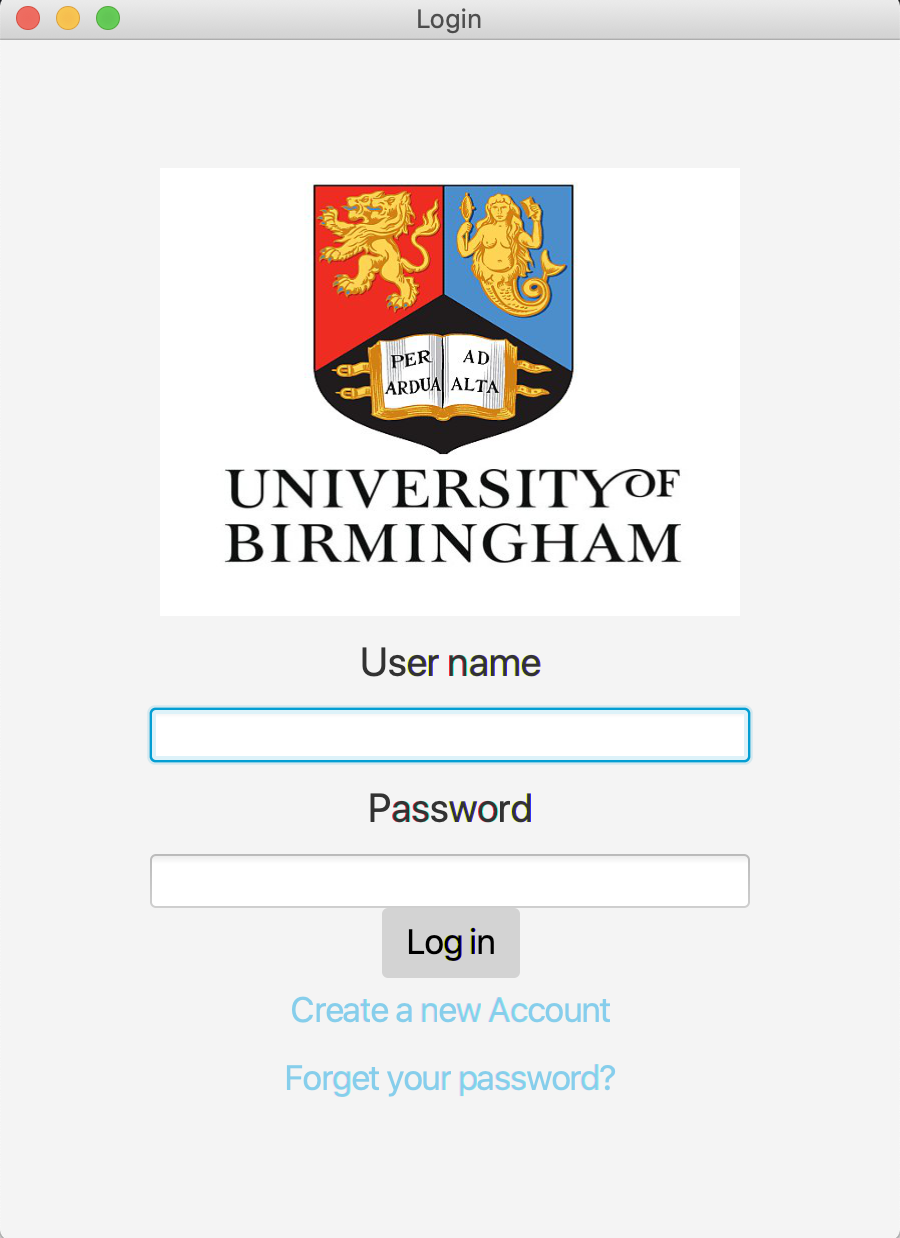 Login
PER AD
ARDUA ALTA
UNIVERSITY OF
BIRMINGHAM
User name
Password
Log in
Create a new Account
Forget your password?